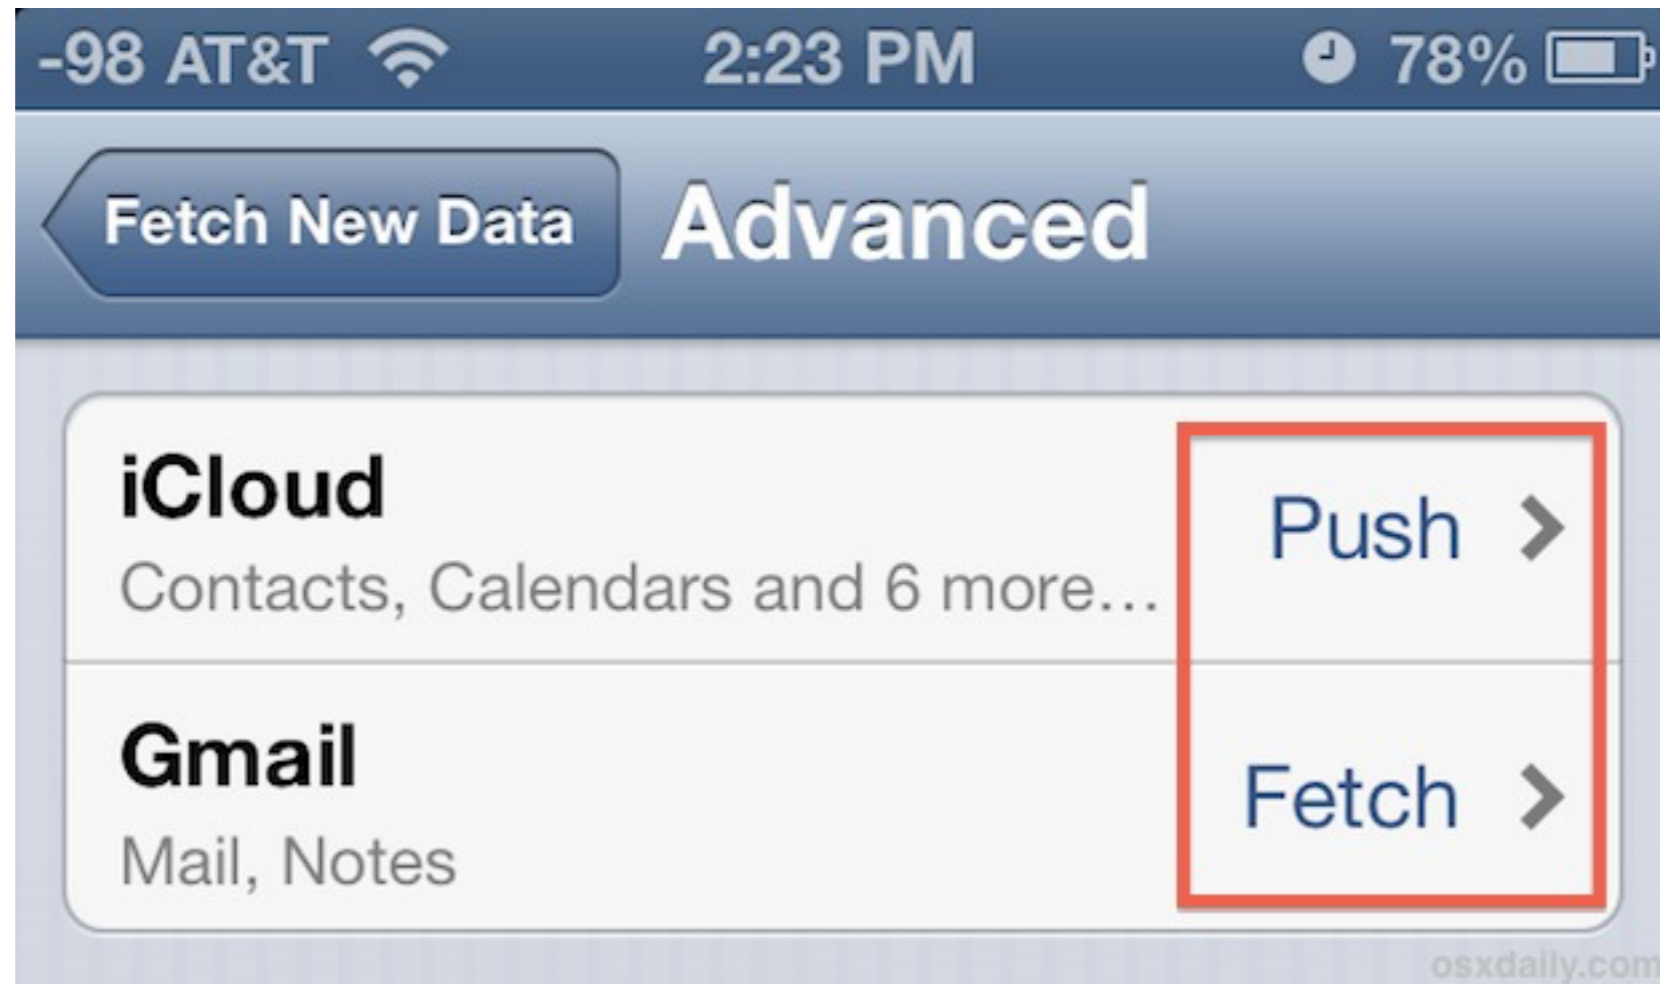 -98 AT&T 2:23 PM 78%
Fetch New Data Advanced
iCloud
Contacts, Calendars and 6 more...
Push
Gmail
Mail, Notes
Fetch
osxdaily.com